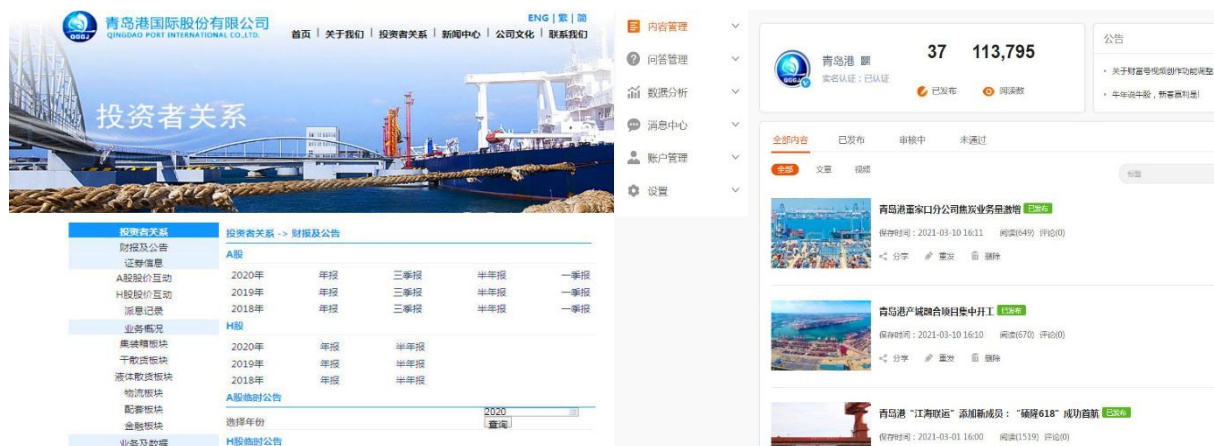 青岛港国际股份有限公司
QINGDAO PORT INTERNATIONAL CO.,LTD.
ENG | 繁 | 简
首页 | 关于我们 | 投资者关系 | 新闻中心 | 公司文化 | 联系我们
投资者关系
投资者关系
财报及公告
证券信息
A股股价互动
H股股价互动
派息记录
业务概况
集装箱板块
干散货板块
液体散货板块
物流板块
配套板块
金融板块
业务及数据
投资者关系 -> 财报及公告
A股
2020年 年报 三季报 半年报 一季报
2019年 年报 三季报 半年报 一季报
2018年 年报 三季报 半年报 一季报
H股
2020年 年报 半年报
2019年 年报 半年报
2018年 年报 半年报
A股临时公告
选择年份 2020 查询
H股临时公告
内容管理
问答管理
数据分析
消息中心
账户管理
设置
QQGJ
青岛港
实名认证：已认证
37 113,795
已发布 阅读数
公告
· 关于财富号视频创作功能调整
· 牛年说牛股，新春赢利是!
全部内容 已发布 审核中 未通过
全部 文章 视频
标题
青岛港董家口分公司焦炭业务量激增 已发布
保存时间：2021-03-10 16:11 阅读(649) 评论(0)
分享 重发 删除
青岛港产城融合项目集中开工 已发布
保存时间：2021-03-10 16:10 阅读(670) 评论(0)
分享 重发 删除
青岛港“江海联运”添加新成员：“硕隆618”成功首航 已发布
保存时间：2021-03-01 16:00 阅读(1519) 评论(0)